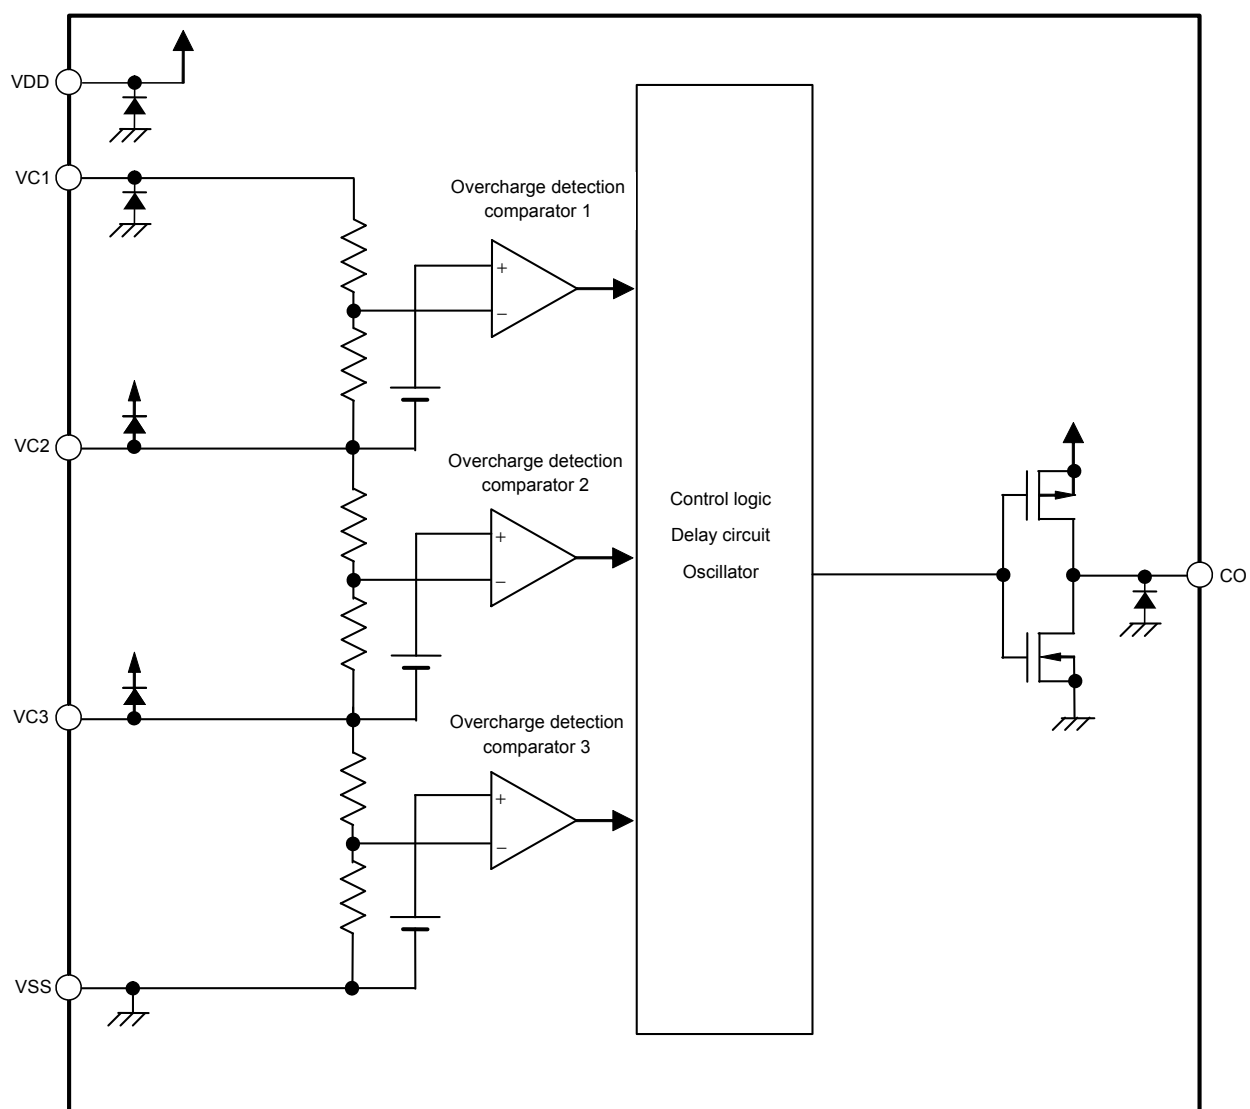 VDD
VC1
Overcharge detection
comparator 1
+
−
VC2
Overcharge detection
comparator 2
+
−
Control logic
Delay circuit
Oscillator
CO
VC3
Overcharge detection
comparator 3
+
−
VSS